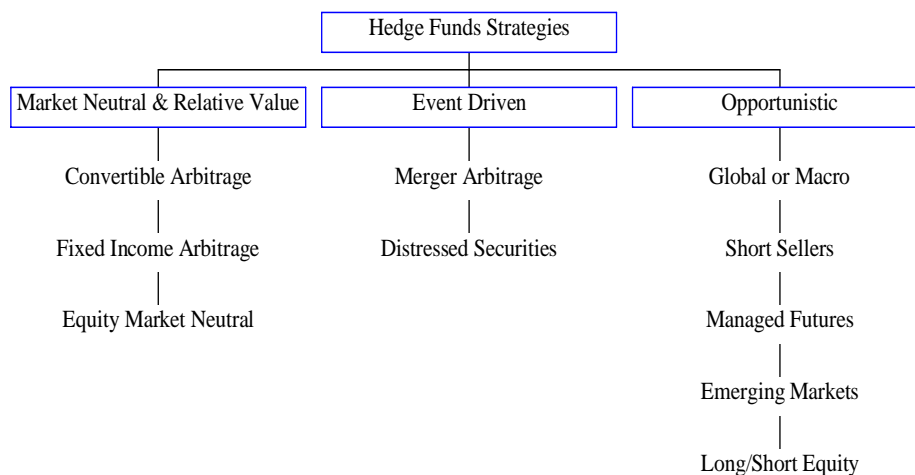 Hedge Funds Strategies
Market Neutral & Relative Value
Event Driven
Opportunistic
Convertible Arbitrage
Merger Arbitrage
Global or Macro
Fixed Income Arbitrage
Distressed Securities
Short Sellers
Equity Market Neutral
Managed Futures
Emerging Markets
Long/Short Equity